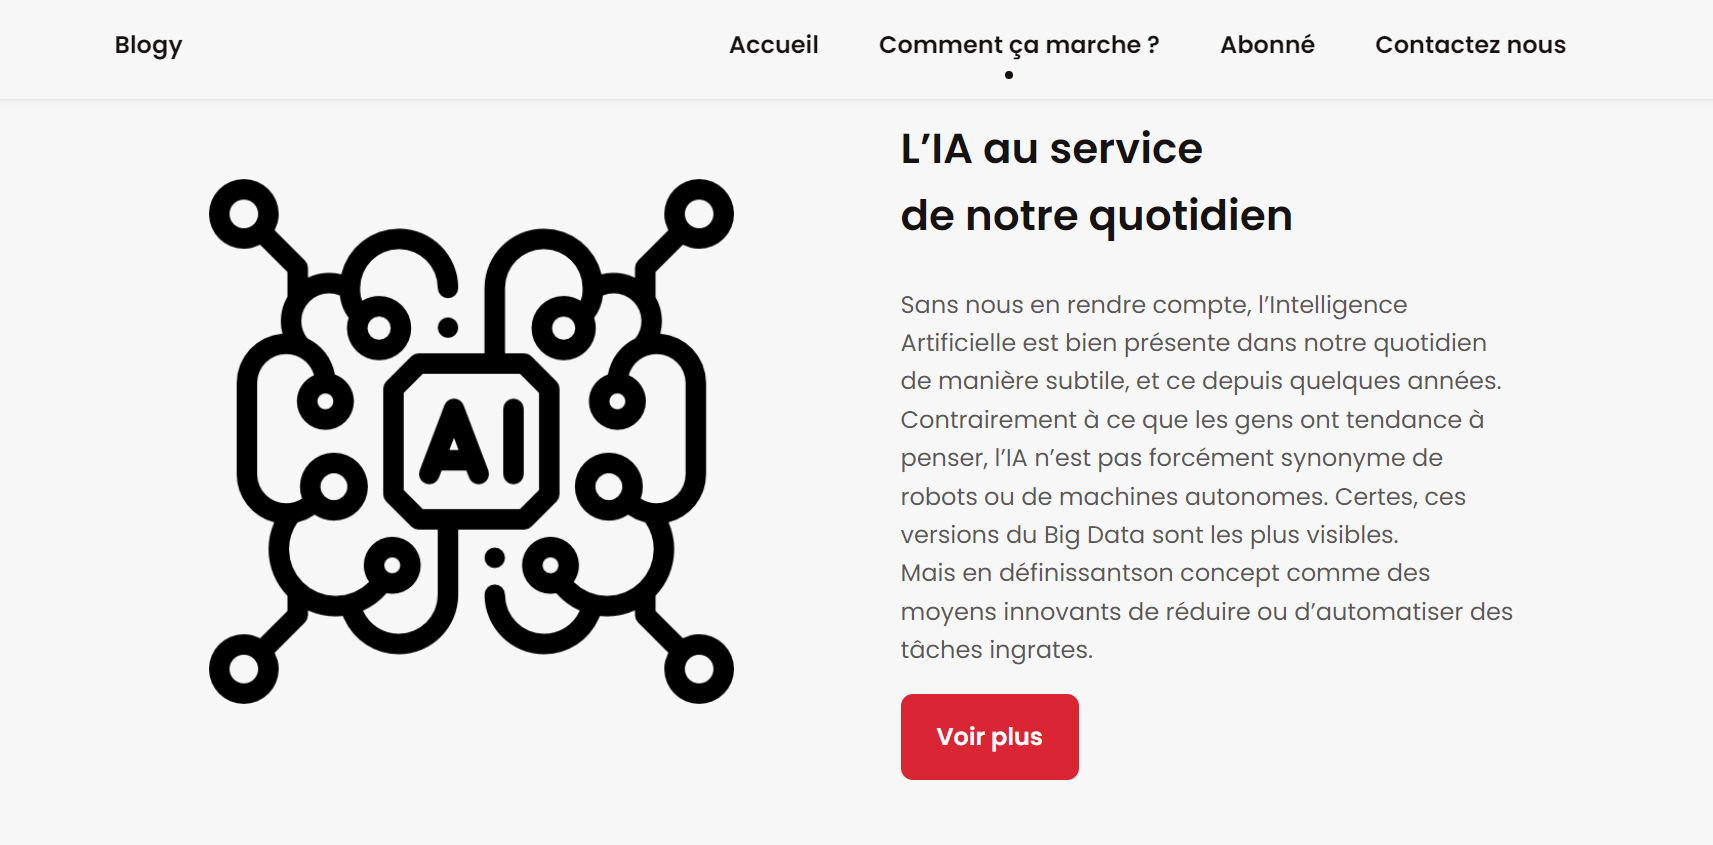 Blogy
Accueil
Comment ça marche ?
Abonné
Contactez nous
L’IA au service
de notre quotidien
AI
Sans nous en rendre compte, l’Intelligence
Artificielle est bien présente dans notre quotidien
de manière subtile, et ce depuis quelques années.
Contrairement à ce que les gens ont tendance à
penser, l’IA n’est pas forcément synonyme de
robots ou de machines autonomes. Certes, ces
versions du Big Data sont les plus visibles.
Mais en définissantson concept comme des
moyens innovants de réduire ou d’automatiser des
tâches ingrates.
Voir plus